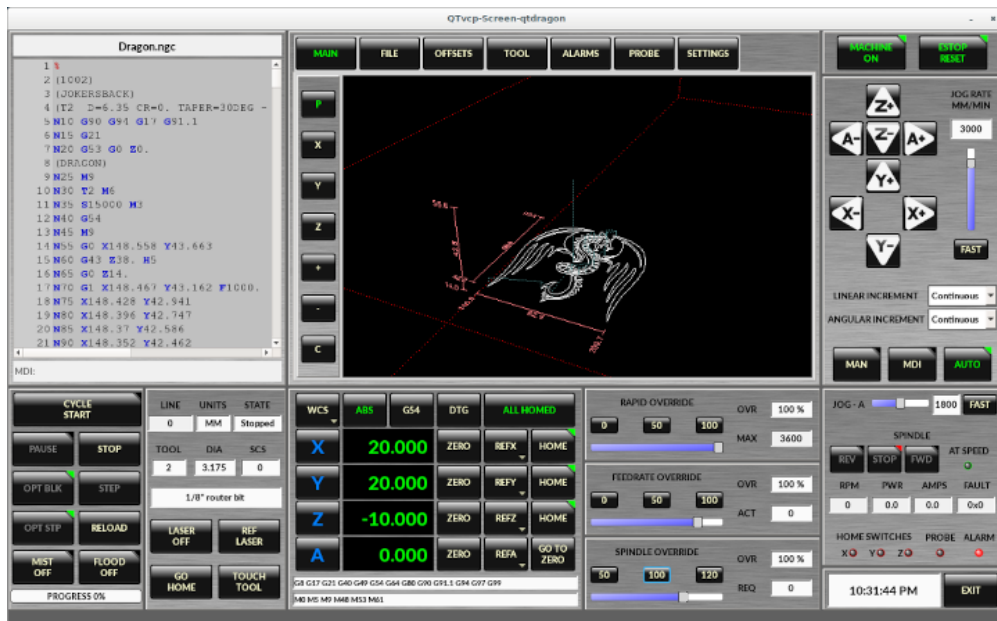 QTvcp-Screen-qtdragon
Dragon.ngc
1 %
2 (1002)
3 (JOKERSBACK)
4 (T2 D=6.35 CR=0. TAPER=30DEG -
5 N10 G90 G94 G17 G91.1
6 N15 G21
7 N20 G53 G0 Z0.
8 (DRAGON)
9 N25 M9
10 N30 T2 M6
11 N35 S15000 M3
12 N40 G54
13 N45 M9
14 N55 G0 X148.558 Y43.663
15 N60 G43 Z38. H5
16 N65 G0 Z14.
17 N70 G1 X148.467 Y43.162 F1000.
18 N75 X148.428 Y42.941
19 N80 X148.396 Y42.747
20 N85 X148.37 Y42.586
21 N90 X148.352 Y42.462
MDI:
MAIN FILE OFFSETS TOOL ALARMS PROBE SETTINGS
P
X
Y
Z
+
-
C
MACHINE ON ESTOP RESET
Z+ JOG RATE MM/MIN
A- Z- A+ 3000
Y+
X- X+
Y- FAST
LINEAR INCREMENT Continuous
ANGULAR INCREMENT Continuous
MAN MDI AUTO
CYCLE START
PAUSE STOP
OPT BLK STEP
OPT STP RELOAD
MIST OFF FLOOD OFF
PROGRESS 0%
LINE UNITS STATE
0 MM Stopped
TOOL DIA SCS
2 3.175 0
1/8" router bit
LASER OFF REF LASER
GO HOME TOUCH TOOL
WCS ABS G54 DTG ALL HOMED
X 20.000 ZERO REFX HOME
Y 20.000 ZERO REFY HOME
Z -10.000 ZERO REFZ HOME
A 0.000 ZERO REFA GO TO ZERO
G8 G17 G21 G40 G49 G54 G64 G80 G90 G91.1 G94 G97 G99
M0 M5 M9 M48 M53 M61
RAPID OVERRIDE OVR 100 %
0 50 100
MAX 3600
FEEDRATE OVERRIDE OVR 100 %
0 50 100
ACT 0
SPINDLE OVERRIDE OVR 100 %
50 100 120
REQ 0
JOG - A 1800 FAST
SPINDLE
REV STOP FWD AT SPEED
RPM PWR AMPS FAULT
0 0.0 0.0 0x0
HOME SWITCHES PROBE ALARM
X Y Z
10:31:44 PM EXIT